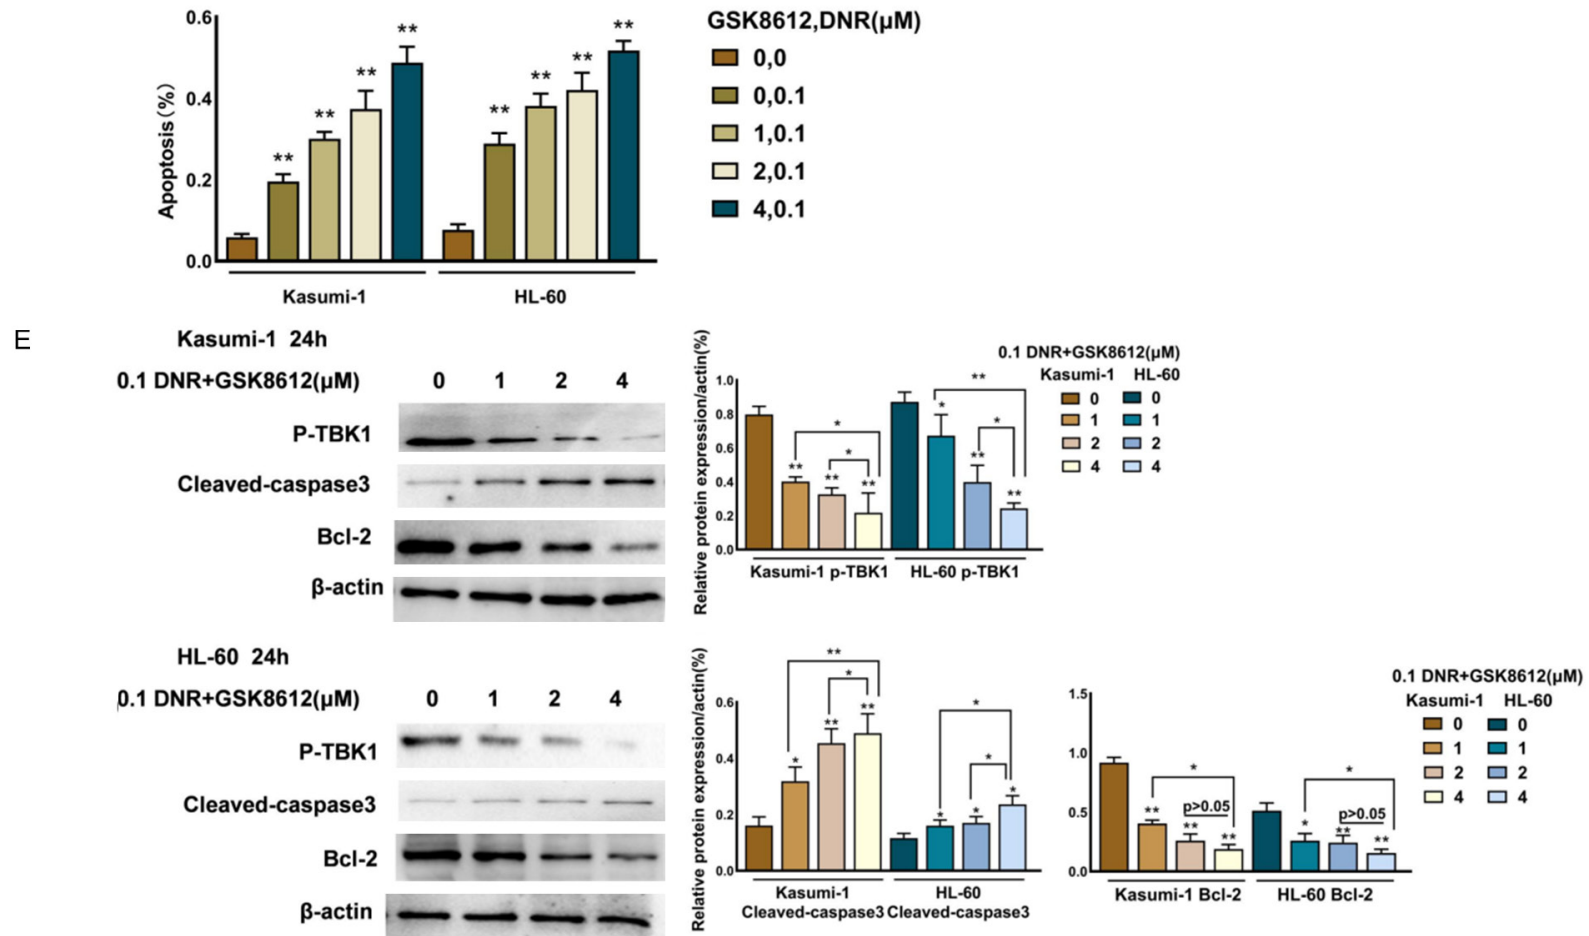 GSK8612,DNR(μM)
0,0
0,0.1
1,0.1
2,0.1
4,0.1
Apoptosis (%)
0.6
0.4
0.2
0.0
** ** ** **
** ** ** **
Kasumi-1
HL-60
E
Kasumi-1 24h
0.1 DNR+GSK8612(μM) 0 1 2 4
P-TBK1
Cleaved-caspase3
Bcl-2
β-actin
Relative protein expression/actin(%)
1.0
0.8
0.6
0.4
0.2
0.0
** ** ** * *
* ** ** * **
Kasumi-1 p-TBK1
HL-60 p-TBK1
0.1 DNR+GSK8612(μM)
Kasumi-1 HL-60
0 0
1 1
2 2
4 4
HL-60 24h
0.1 DNR+GSK8612(μM) 0 1 2 4
P-TBK1
Cleaved-caspase3
Bcl-2
β-actin
Relative protein expression/actin(%)
0.6
0.4
0.2
0.0
* ** ** * **
* * * * *
Kasumi-1
Cleaved-caspase3
HL-60
Cleaved-caspase3
1.5
1.0
0.5
0.0
** ** ** p>0.05 *
* ** ** p>0.05 *
Kasumi-1 Bcl-2
HL-60 Bcl-2
0.1 DNR+GSK8612(μM)
Kasumi-1 HL-60
0 0
1 1
2 2
4 4